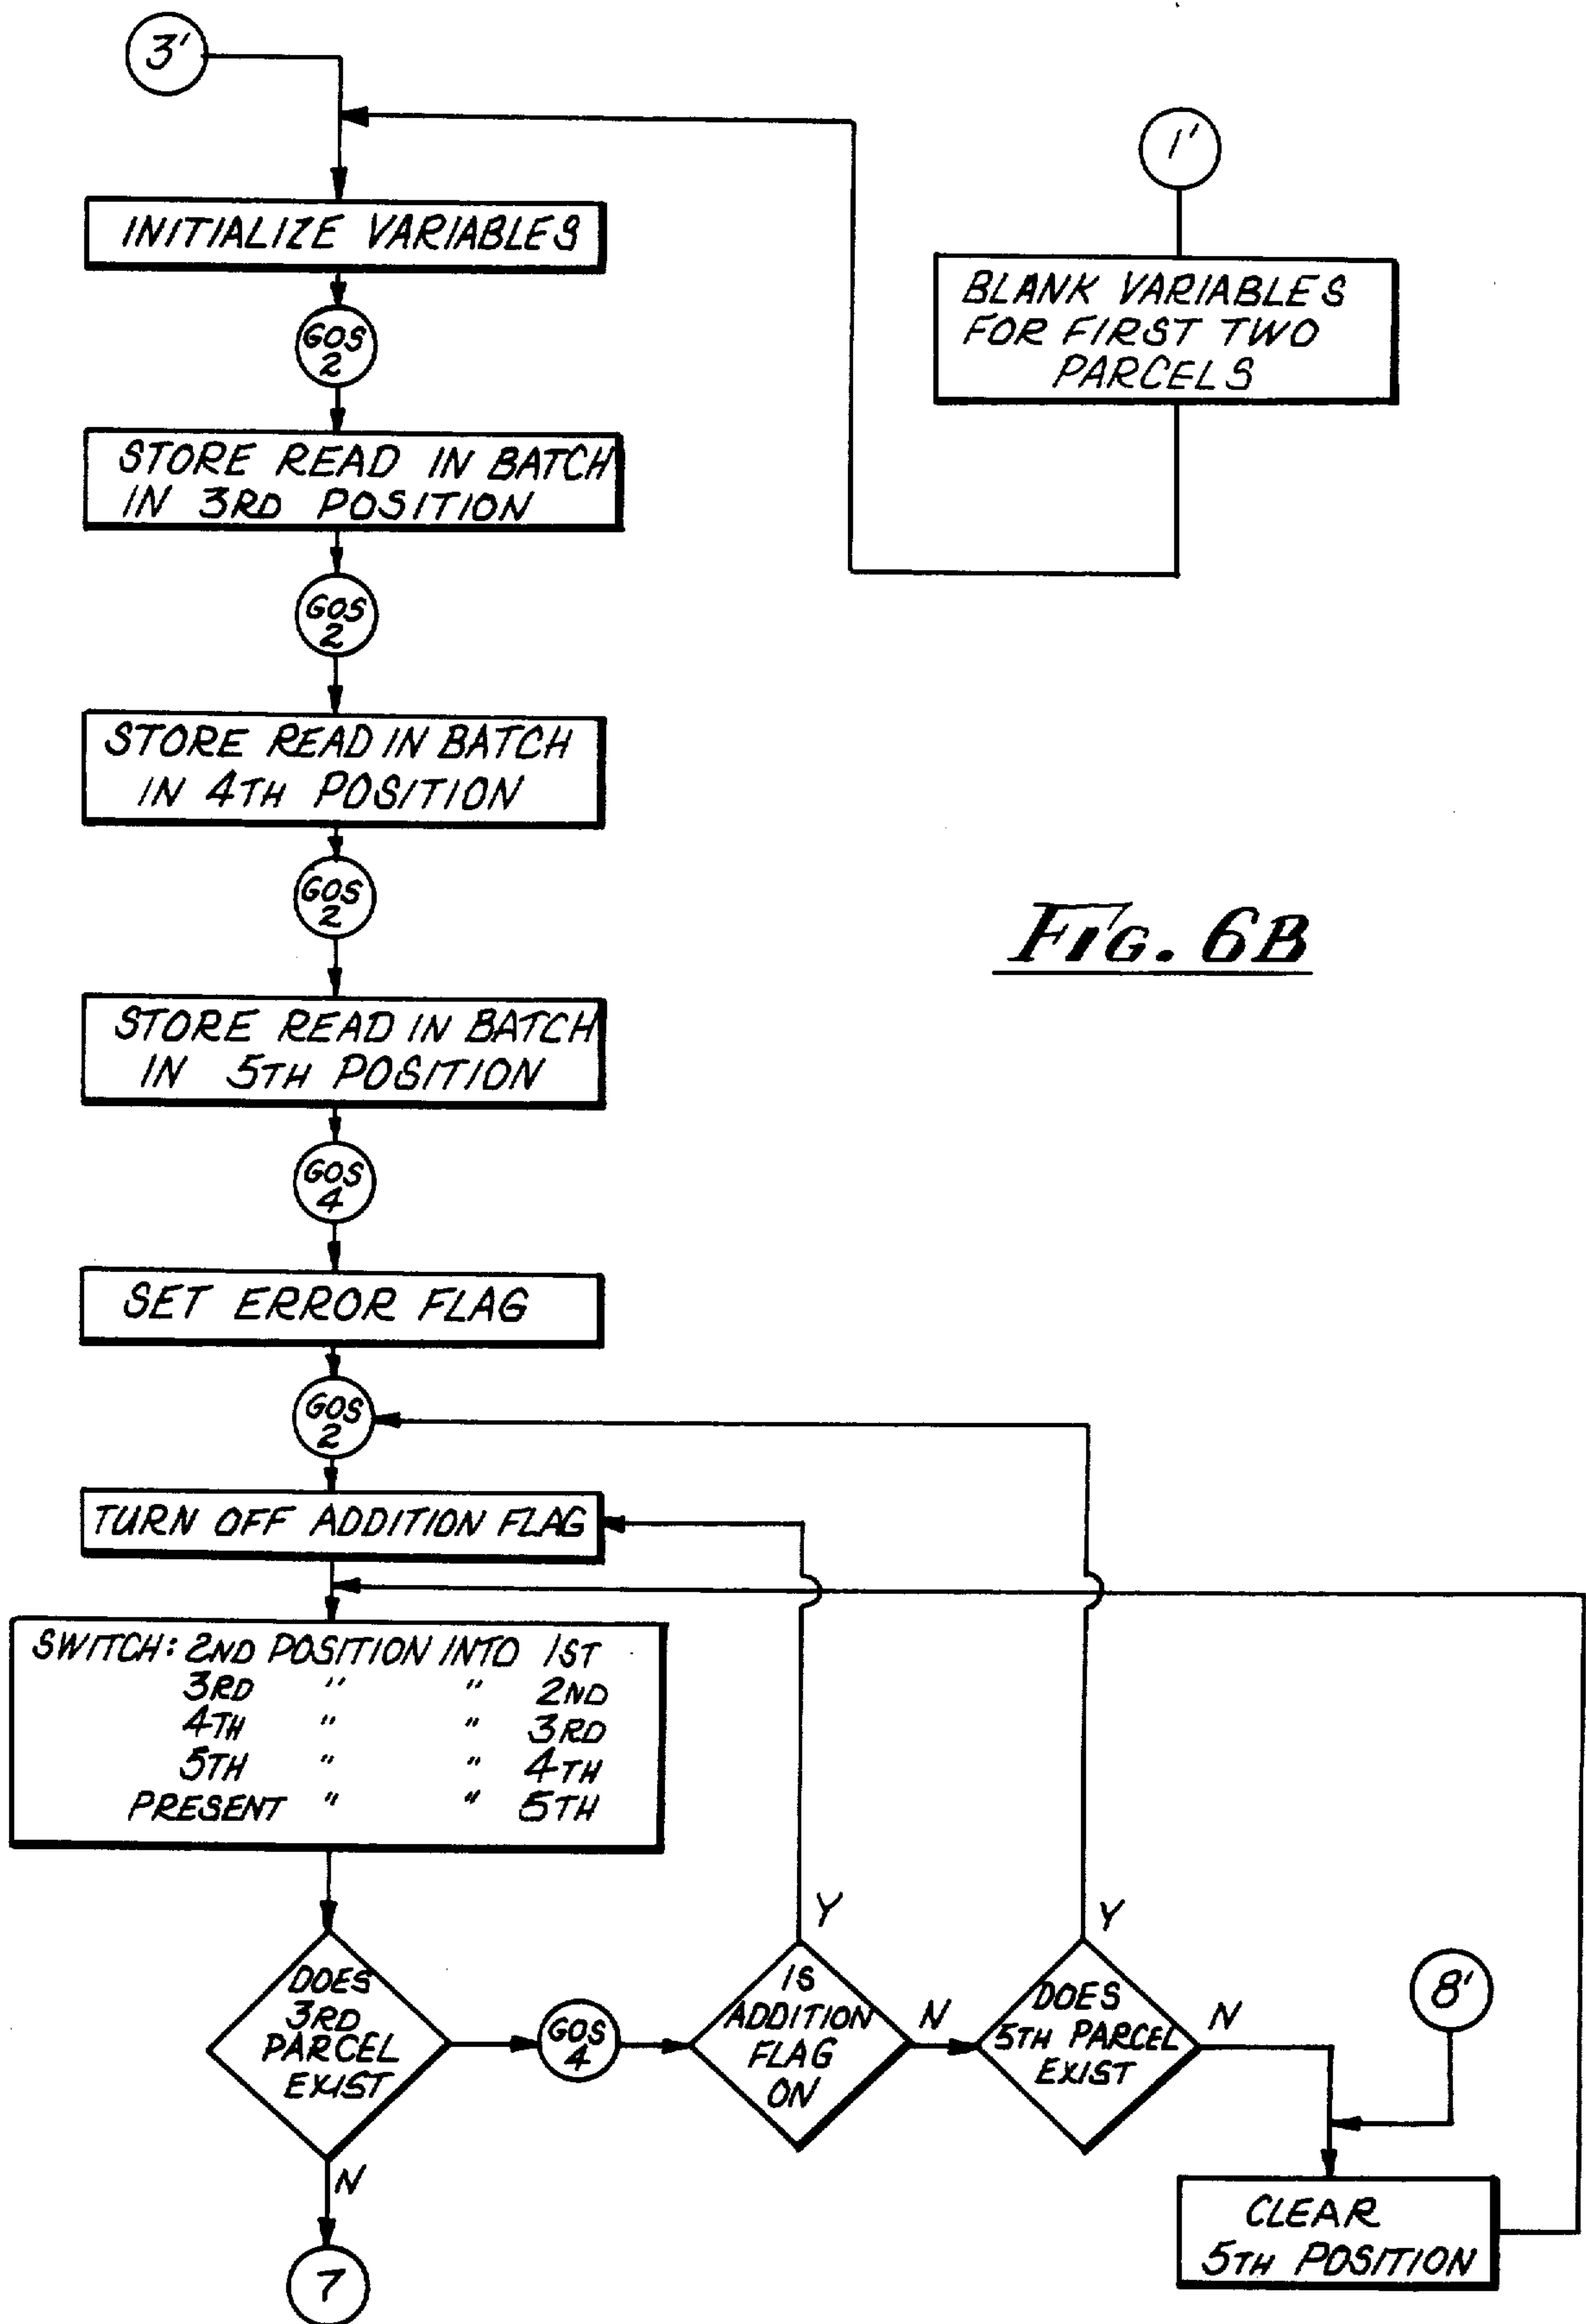 3'
INITIALIZE VARIABLES
1'
BLANK VARIABLES
FOR FIRST TWO
PARCELS
GOS
2
STORE READ IN BATCH
IN 3RD POSITION
GOS
2
STORE READ IN BATCH
IN 4TH POSITION
GOS
2
FIG. 6B
STORE READ IN BATCH
IN 5TH POSITION
GOS
4
SET ERROR FLAG
GOS
2
TURN OFF ADDITION FLAG
SWITCH: 2ND POSITION INTO 1ST
3RD " " 2ND
4TH " " 3RD
5TH " " 4TH
PRESENT " " 5TH
DOES
3RD
PARCEL
EXIST
N
7
GOS
4
Y
IS
ADDITION
FLAG
ON
N
Y
DOES
5TH PARCEL
EXIST
N
8'
CLEAR
5TH POSITION